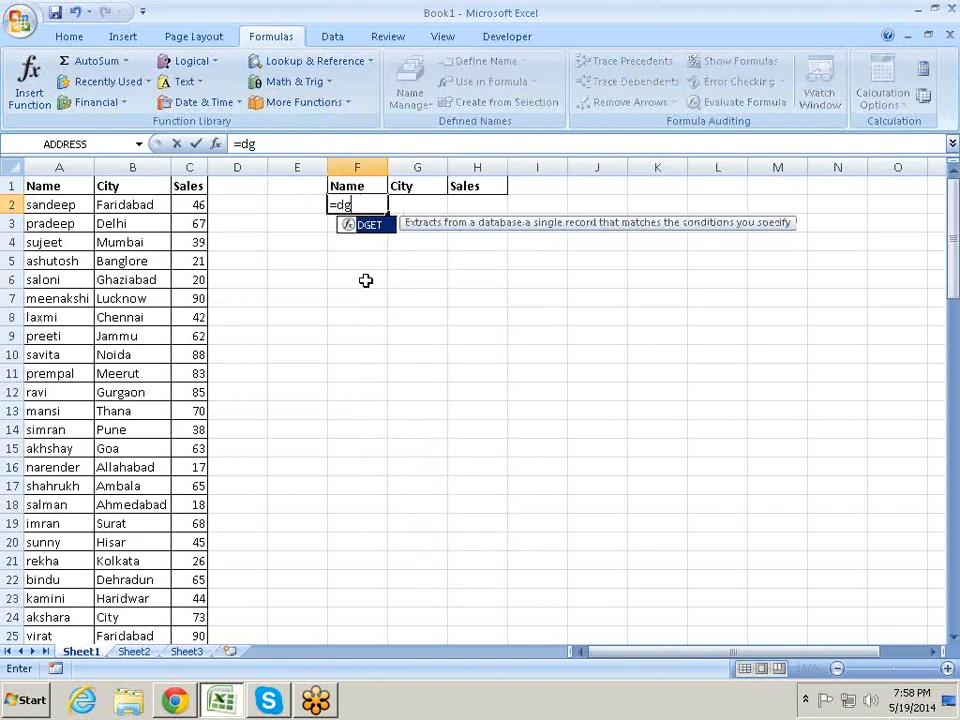 Book1 - Microsoft Excel
Home Insert Page Layout Formulas Data Review View Developer
Σ AutoSum Logical Lookup & Reference Define Name Trace Precedents Show Formulas
Recently Used Text Math & Trig Use in Formula Trace Dependents Error Checking
Financial Date & Time More Functions Create from Selection Remove Arrows Evaluate Formula
fx Insert Function Name Manager Watch Window Calculation Options
Function Library Defined Names Formula Auditing Calculation
ADDRESS fx =dg
A B C D E F G H I J K L M N O
1 Name City Sales Name City Sales
2 sandeep Faridabad 46 =dg
3 pradeep Delhi 67 DGET Extracts from a database a single record that matches the conditions you specify
4 sujeet Mumbai 39
5 ashutosh Banglore 21
6 saloni Ghaziabad 20
7 meenakshi Lucknow 90
8 laxmi Chennai 42
9 preeti Jammu 62
10 savita Noida 88
11 prempal Meerut 83
12 ravi Gurgaon 85
13 mansi Thana 70
14 simran Pune 38
15 akhshay Goa 63
16 narender Allahabad 17
17 shahrukh Ambala 65
18 salman Ahmedabad 18
19 imran Surat 68
20 sunny Hisar 45
21 rekha Kolkata 26
22 bindu Dehradun 65
23 kamini Haridwar 44
24 akshara City 73
25 virat Faridabad 90
Sheet1 Sheet2 Sheet3
Enter 100%
Start 7:58 PM
5/19/2014